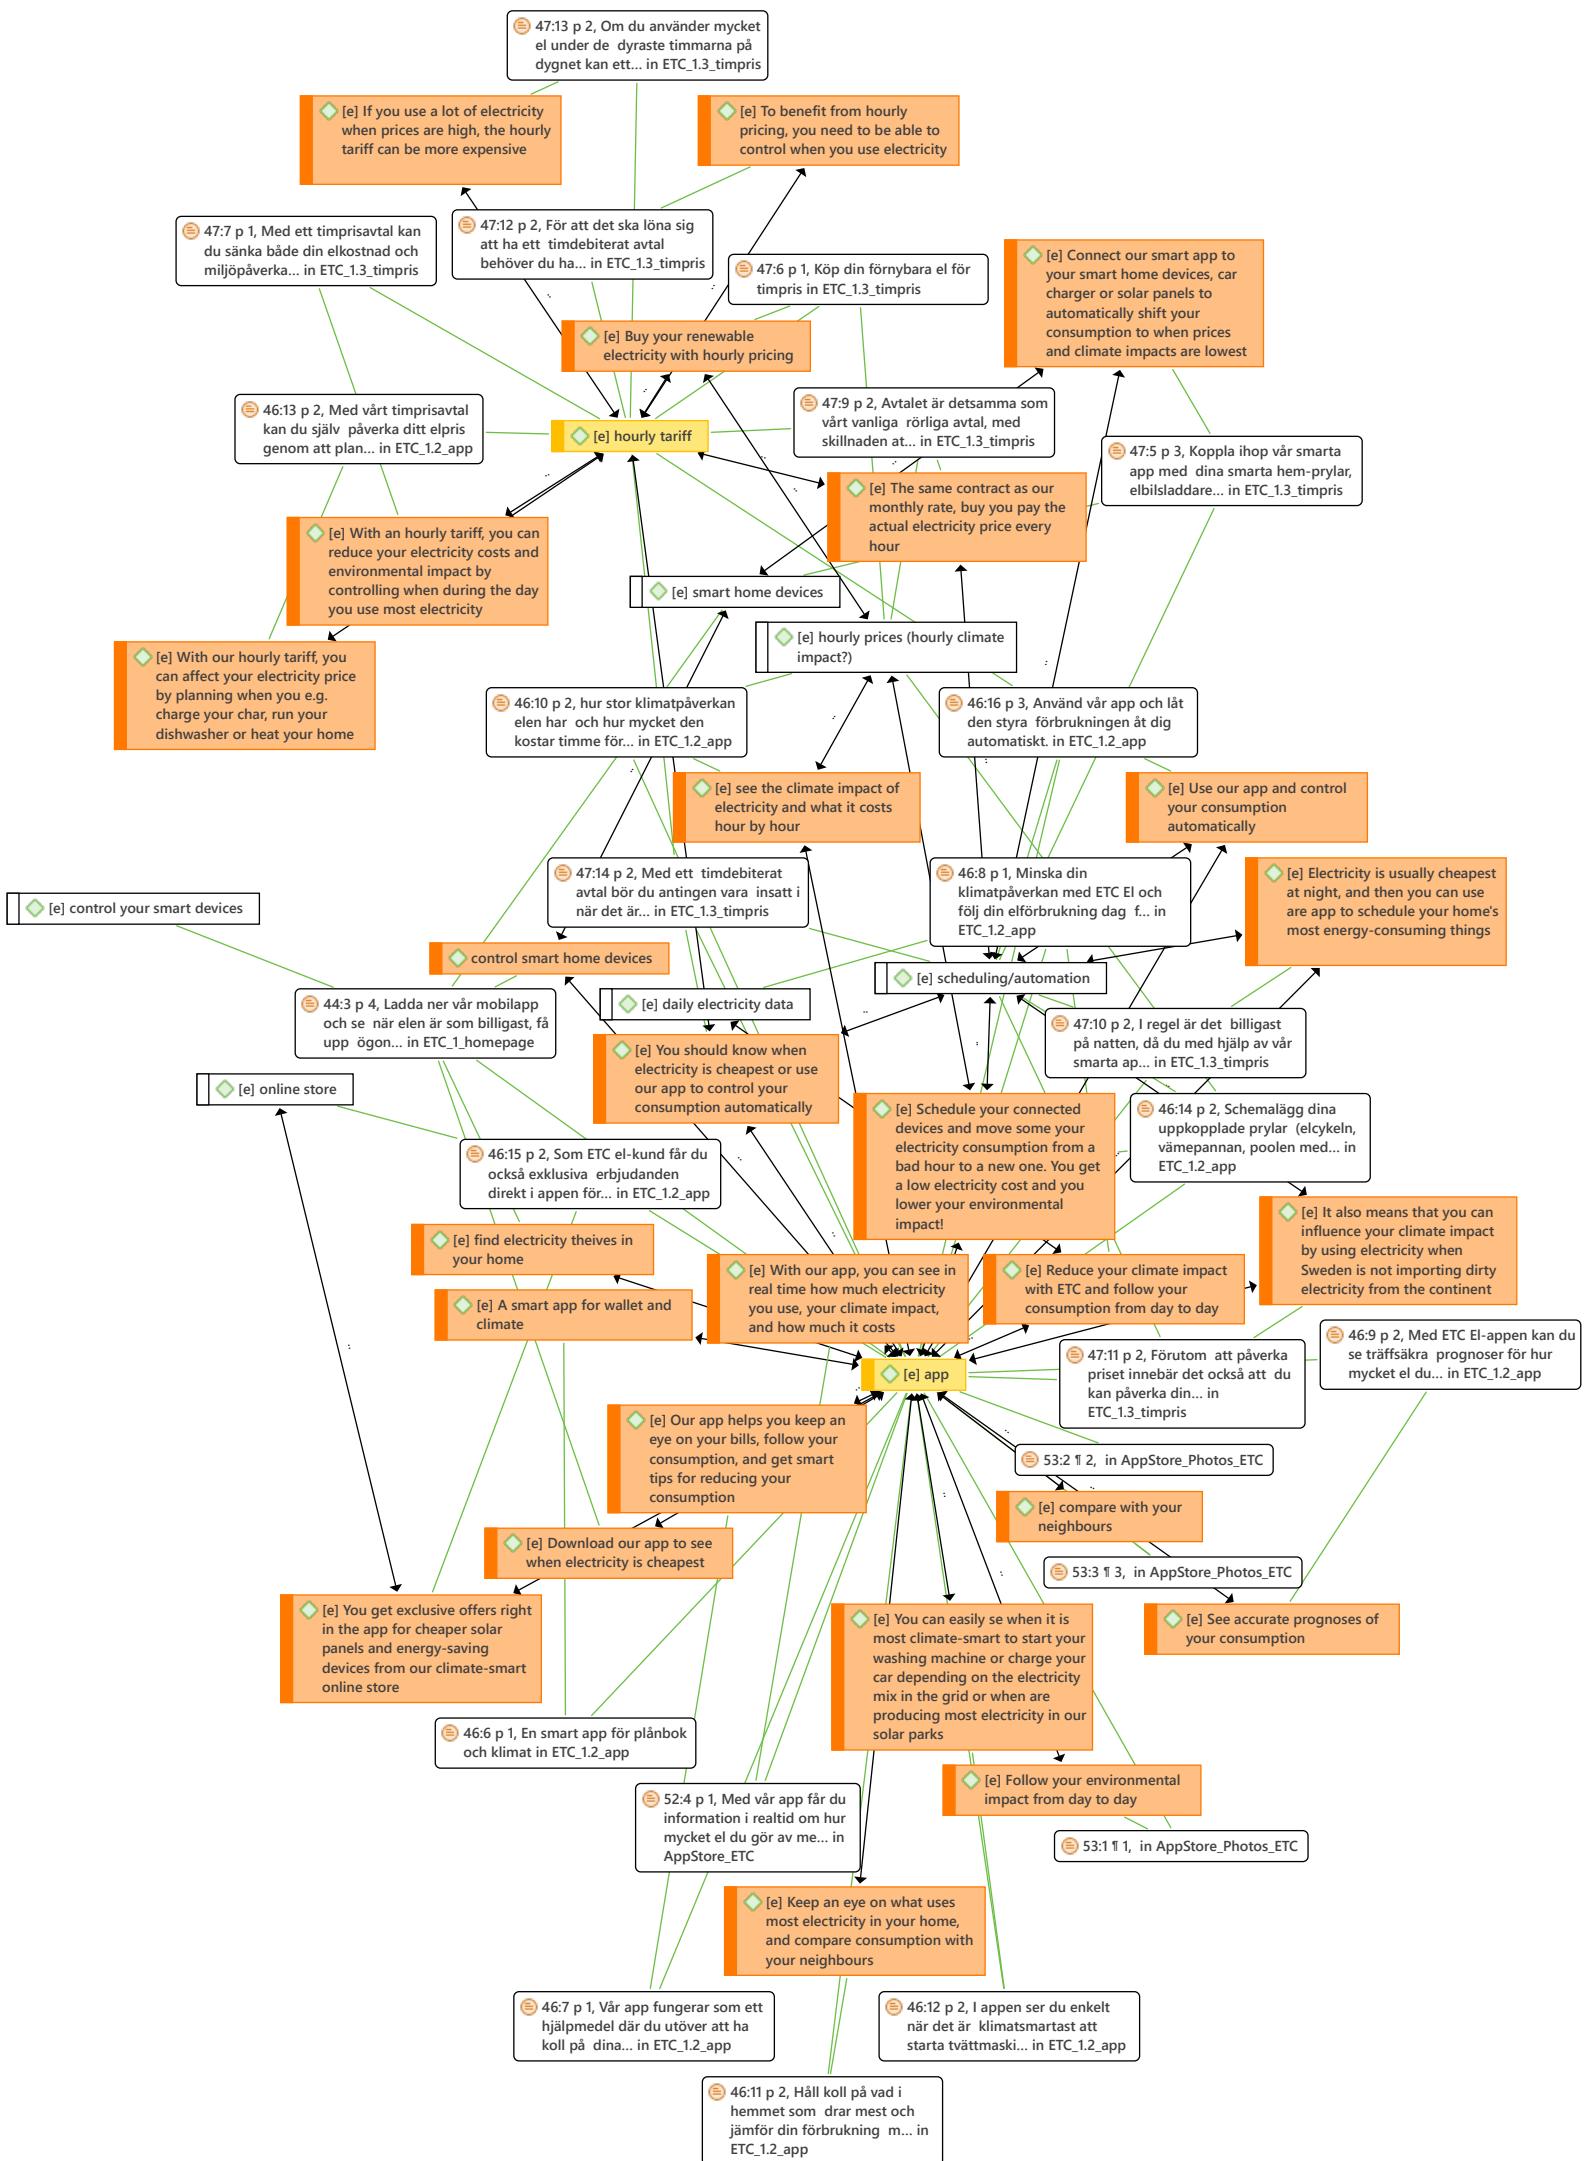 47:13 p 2, Om du använder mycket
el under de dyraste timmarna på
dygnet kan ett... in ETC_1.3_timpris
[e] If you use a lot of electricity
when prices are high, the hourly
tariff can be more expensive
[e] To benefit from hourly
pricing, you need to be able to
control when you use electricity
47:7 p 1, Med ett timprisavtal kan
du sänka både din elkostnad och
miljöpåverka... in ETC_1.3_timpris
47:12 p 2, För att det ska löna sig
att ha ett timdebiterat avtal
behöver du ha... in ETC_1.3_timpris
47:6 p 1, Köp din förnybara el för
timpris in ETC_1.3_timpris
[e] Connect our smart app to
your smart home devices, car
charger or solar panels to
automatically shift your
consumption to when prices
and climate impacts are lowest
[e] Buy your renewable
electricity with hourly pricing
46:13 p 2, Med vårt timprisavtal
kan du själv påverka ditt elpris
genom att plan... in ETC_1.2_app
[e] hourly tariff
47:9 p 2, Avtalet är detsamma som
vårt vanliga rörliga avtal, med
skillnaden at... in ETC_1.3_timpris
47:5 p 3, Koppla ihop vår smarta
app med dina smarta hem-prylar,
elbilsladdare... in ETC_1.3_timpris
[e] The same contract as our
monthly rate, buy you pay the
actual electricity price every
hour
[e] With an hourly tariff, you can
reduce your electricity costs and
environmental impact by
controlling when during the day
you use most electricity
[e] smart home devices
[e] hourly prices (hourly climate
impact?)
[e] With our hourly tariff, you
can affect your electricity price
by planning when you e.g.
charge your char, run your
dishwasher or heat your home
46:10 p 2, hur stor klimatpåverkan
elen har och hur mycket den
kostar timme för... in ETC_1.2_app
46:16 p 3, Använd vår app och låt
den styra förbrukningen åt dig
automatiskt. in ETC_1.2_app
[e] see the climate impact of
electricity and what it costs
hour by hour
[e] Use our app and control
your consumption
automatically
47:14 p 2, Med ett timdebiterat
avtal bör du antingen vara insatt i
när det är... in ETC_1.3_timpris
46:8 p 1, Minska din
klimatpåverkan med ETC El och
följ din elförbrukning dag f... in
ETC_1.2_app
[e] Electricity is usually cheapest
at night, and then you can use
are app to schedule your home's
most energy-consuming things
[e] control your smart devices
control smart home devices
[e] scheduling/automation
44:3 p 4, Ladda ner vår mobilapp
och se när elen är som billigast, få
upp ögon... in ETC_1_homepage
[e] daily electricity data
47:10 p 2, I regel är det billigast
på natten, då du med hjälp av vår
smarta ap... in ETC_1.3_timpris
[e] You should know when
electricity is cheapest or use
our app to control your
consumption automatically
[e] online store
[e] Schedule your connected
devices and move some your
electricity consumption from a
bad hour to a new one. You get
a low electricity cost and you
lower your environmental
impact!
46:14 p 2, Schemalägg dina
uppkopplade prylar (elcykeln,
vämepannan, poolen med... in
ETC_1.2_app
46:15 p 2, Som ETC el-kund får du
också exklusiva erbjudanden
direkt i appen för... in ETC_1.2_app
[e] It also means that you can
influence your climate impact
by using electricity when
Sweden is not importing dirty
electricity from the continent
[e] find electricity theives in
your home
[e] With our app, you can see in
real time how much electricity
you use, your climate impact,
and how much it costs
[e] Reduce your climate impact
with ETC and follow your
consumption from day to day
[e] A smart app for wallet and
climate
46:9 p 2, Med ETC El-appen kan du
se träffsäkra prognoser för hur
mycket el du... in ETC_1.2_app
47:11 p 2, Förutom att påverka
priset innebär det också att du
kan påverka din... in
ETC_1.3_timpris
[e] app
[e] Our app helps you keep an
eye on your bills, follow your
consumption, and get smart
tips for reducing your
consumption
53:2 ¶ 2, in AppStore_Photos_ETC
[e] compare with your
neighbours
[e] Download our app to see
when electricity is cheapest
53:3 ¶ 3, in AppStore_Photos_ETC
[e] You get exclusive offers right
in the app for cheaper solar
panels and energy-saving
devices from our climate-smart
online store
[e] You can easily se when it is
most climate-smart to start your
washing machine or charge your
car depending on the electricity
mix in the grid or when are
producing most electricity in our
solar parks
[e] See accurate prognoses of
your consumption
46:6 p 1, En smart app för plånbok
och klimat in ETC_1.2_app
[e] Follow your environmental
impact from day to day
52:4 p 1, Med vår app får du
information i realtid om hur
mycket el du gör av me... in
AppStore_ETC
53:1 ¶ 1, in AppStore_Photos_ETC
[e] Keep an eye on what uses
most electricity in your home,
and compare consumption with
your neighbours
46:7 p 1, Vår app fungerar som ett
hjälpmedel där du utöver att ha
koll på dina... in ETC_1.2_app
46:12 p 2, I appen ser du enkelt
när det är klimatsmartast att
starta tvättmaski... in ETC_1.2_app
46:11 p 2, Håll koll på vad i
hemmet som drar mest och
jämför din förbrukning m... in
ETC_1.2_app